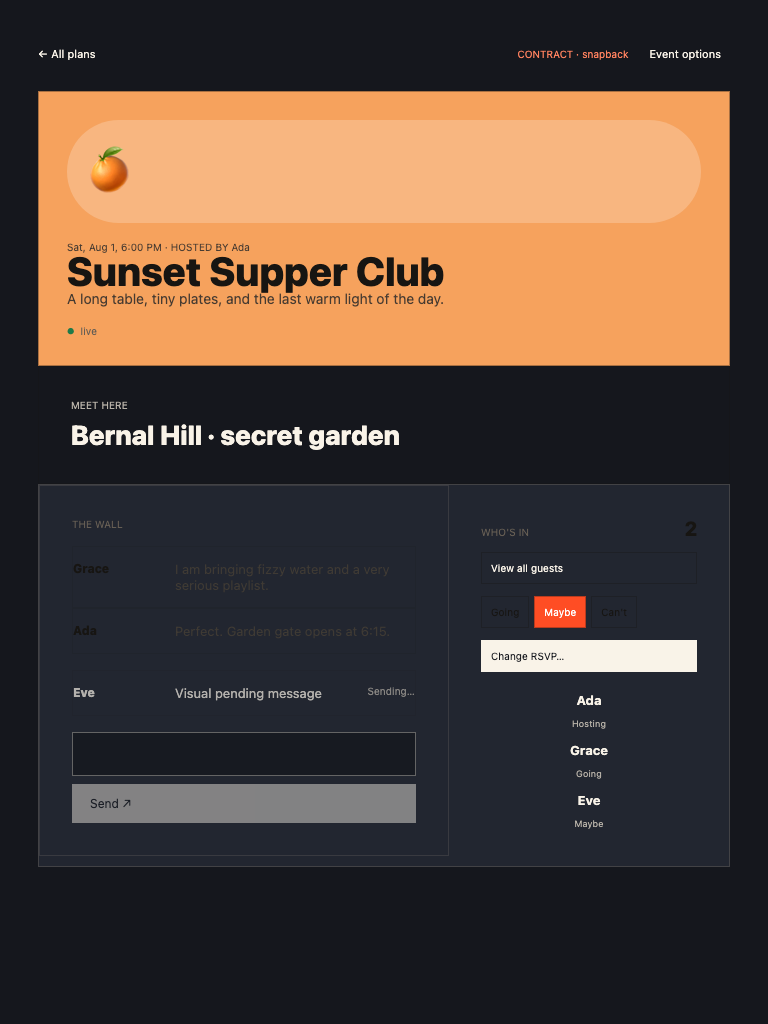 ← All plans
CONTRACT · snapback
Event options
Sat, Aug 1, 6:00 PM · HOSTED BY Ada
Sunset Supper Club
A long table, tiny plates, and the last warm light of the day.
live
MEET HERE
Bernal Hill · secret garden
THE WALL
Grace
I am bringing fizzy water and a very
serious playlist.
Ada
Perfect. Garden gate opens at 6:15.
Eve
Visual pending message
Sending…
Send ↗
WHO'S IN
2
View all guests
Going
Maybe
Can't
Change RSVP…
Ada
Hosting
Grace
Going
Eve
Maybe